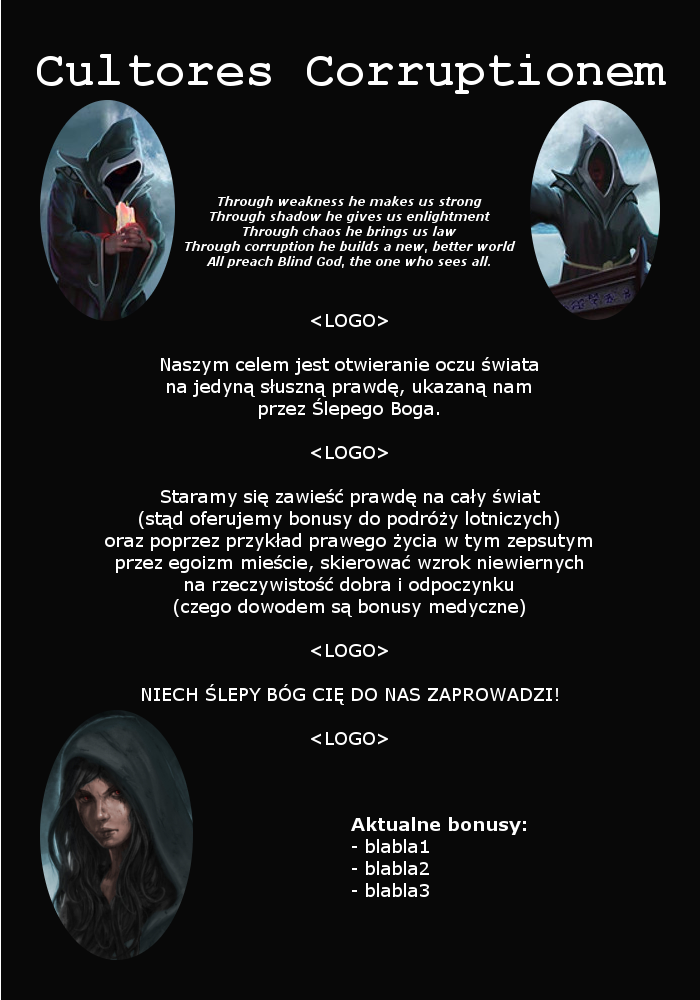 Cultores Corruptionem
Through weakness he makes us strong
Through shadow he gives us enlightment
Through chaos he brings us law
Through corruption he builds a new, better world
All preach Blind God, the one who sees all.
<LOGO>
Naszym celem jest otwieranie oczu świata
na jedyną słuszną prawdę, ukazaną nam
przez Ślepego Boga.
<LOGO>
Staramy się zawieść prawdę na cały świat
(stąd oferujemy bonusy do podróży lotniczych)
oraz poprzez przykład prawego życia w tym zepsutym
przez egoizm mieście, skierować wzrok niewiernych
na rzeczywistość dobra i odpoczynku
(czego dowodem są bonusy medyczne)
<LOGO>
NIECH ŚLEPY BÓG CIĘ DO NAS ZAPROWADZI!
<LOGO>
Aktualne bonusy:
- blabla1
- blabla2
- blabla3